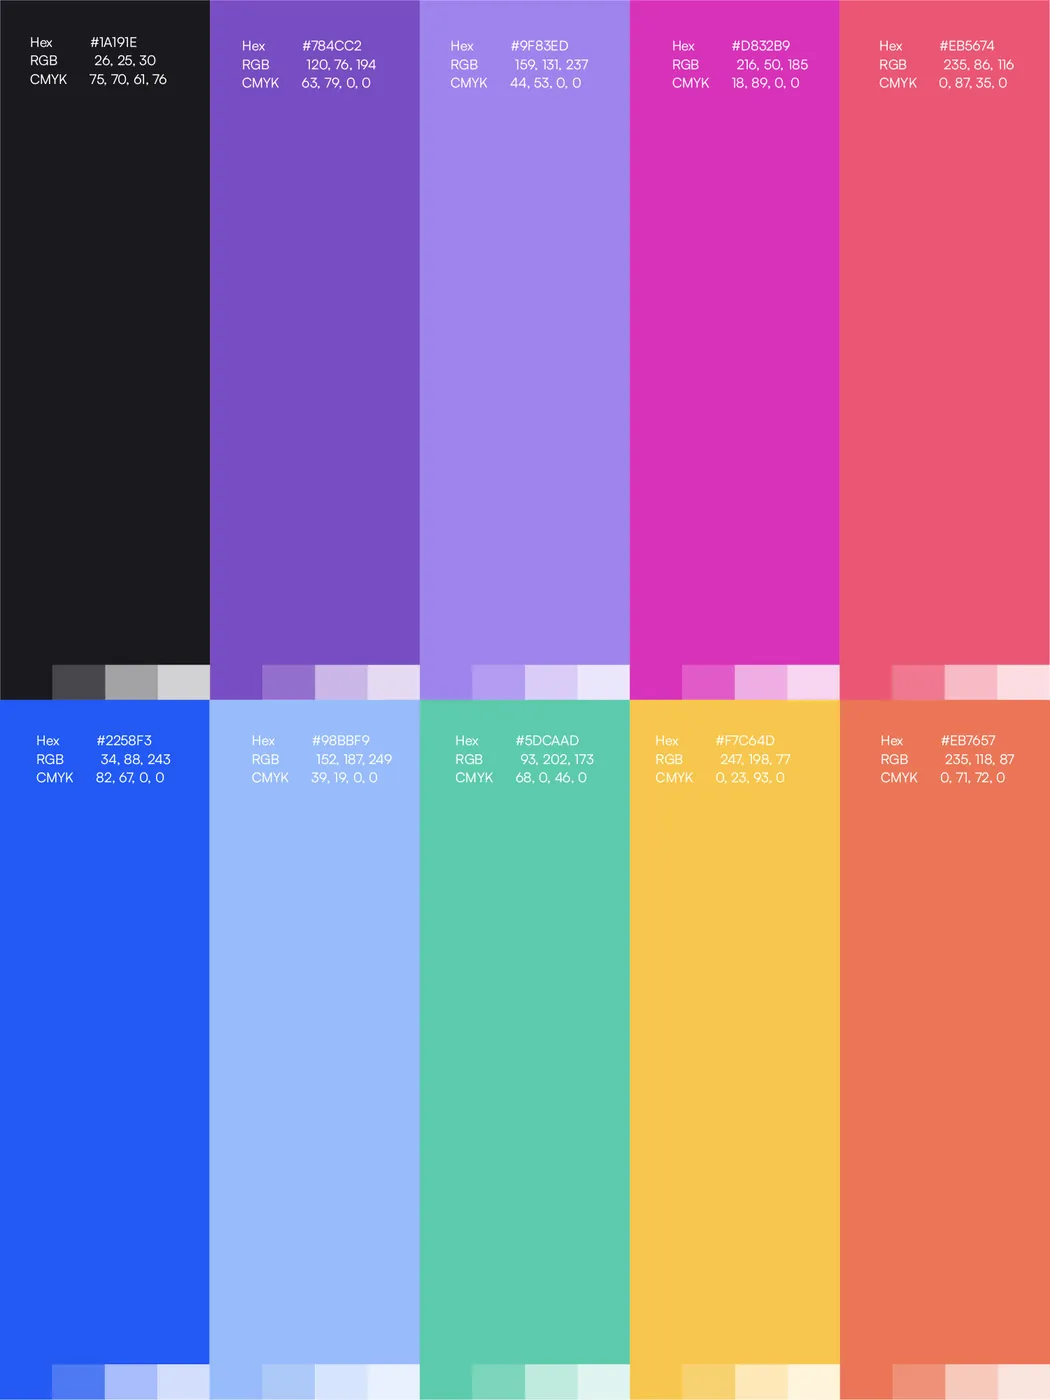 Hex #1A191E
RGB 26, 25, 30
CMYK 75, 70, 61, 76
Hex #784CC2
RGB 120, 76, 194
CMYK 63, 79, 0, 0
Hex #9F83ED
RGB 159, 131, 237
CMYK 44, 53, 0, 0
Hex #D832B9
RGB 216, 50, 185
CMYK 18, 89, 0, 0
Hex #EB5674
RGB 235, 86, 116
CMYK 0, 87, 35, 0
Hex #2258F3
RGB 34, 88, 243
CMYK 82, 67, 0, 0
Hex #98BBF9
RGB 152, 187, 249
CMYK 39, 19, 0, 0
Hex #5DCAAD
RGB 93, 202, 173
CMYK 68, 0, 46, 0
Hex #F7C64D
RGB 247, 198, 77
CMYK 0, 23, 93, 0
Hex #EB7657
RGB 235, 118, 87
CMYK 0, 71, 72, 0